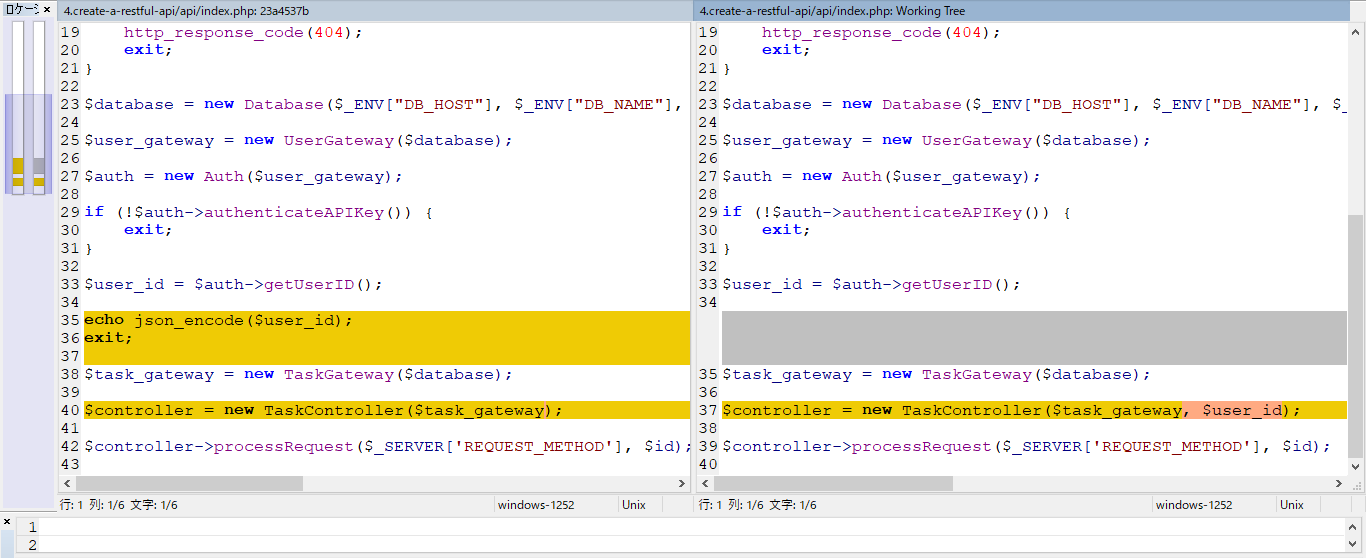 ロケーシ ×
4.create-a-restful-api/api/index.php: 23a4537b
19     http_response_code(404);
20     exit;
21 }
22
23 $database = new Database($_ENV["DB_HOST"], $_ENV["DB_NAME"],
24
25 $user_gateway = new UserGateway($database);
26
27 $auth = new Auth($user_gateway);
28
29 if (!$auth->authenticateAPIKey()) {
30     exit;
31 }
32
33 $user_id = $auth->getUserID();
34
35 echo json_encode($user_id);
36 exit;
37
38 $task_gateway = new TaskGateway($database);
39
40 $controller = new TaskController($task_gateway);
41
42 $controller->processRequest($_SERVER['REQUEST_METHOD'], $id);
43
行: 1 列: 1/6 文字: 1/6 windows-1252 Unix
4.create-a-restful-api/api/index.php: Working Tree
19     http_response_code(404);
20     exit;
21 }
22
23 $database = new Database($_ENV["DB_HOST"], $_ENV["DB_NAME"], $_
24
25 $user_gateway = new UserGateway($database);
26
27 $auth = new Auth($user_gateway);
28
29 if (!$auth->authenticateAPIKey()) {
30     exit;
31 }
32
33 $user_id = $auth->getUserID();
34
35 $task_gateway = new TaskGateway($database);
36
37 $controller = new TaskController($task_gateway, $user_id);
38
39 $controller->processRequest($_SERVER['REQUEST_METHOD'], $id);
40
行: 1 列: 1/6 文字: 1/6 windows-1252 Unix
1
2